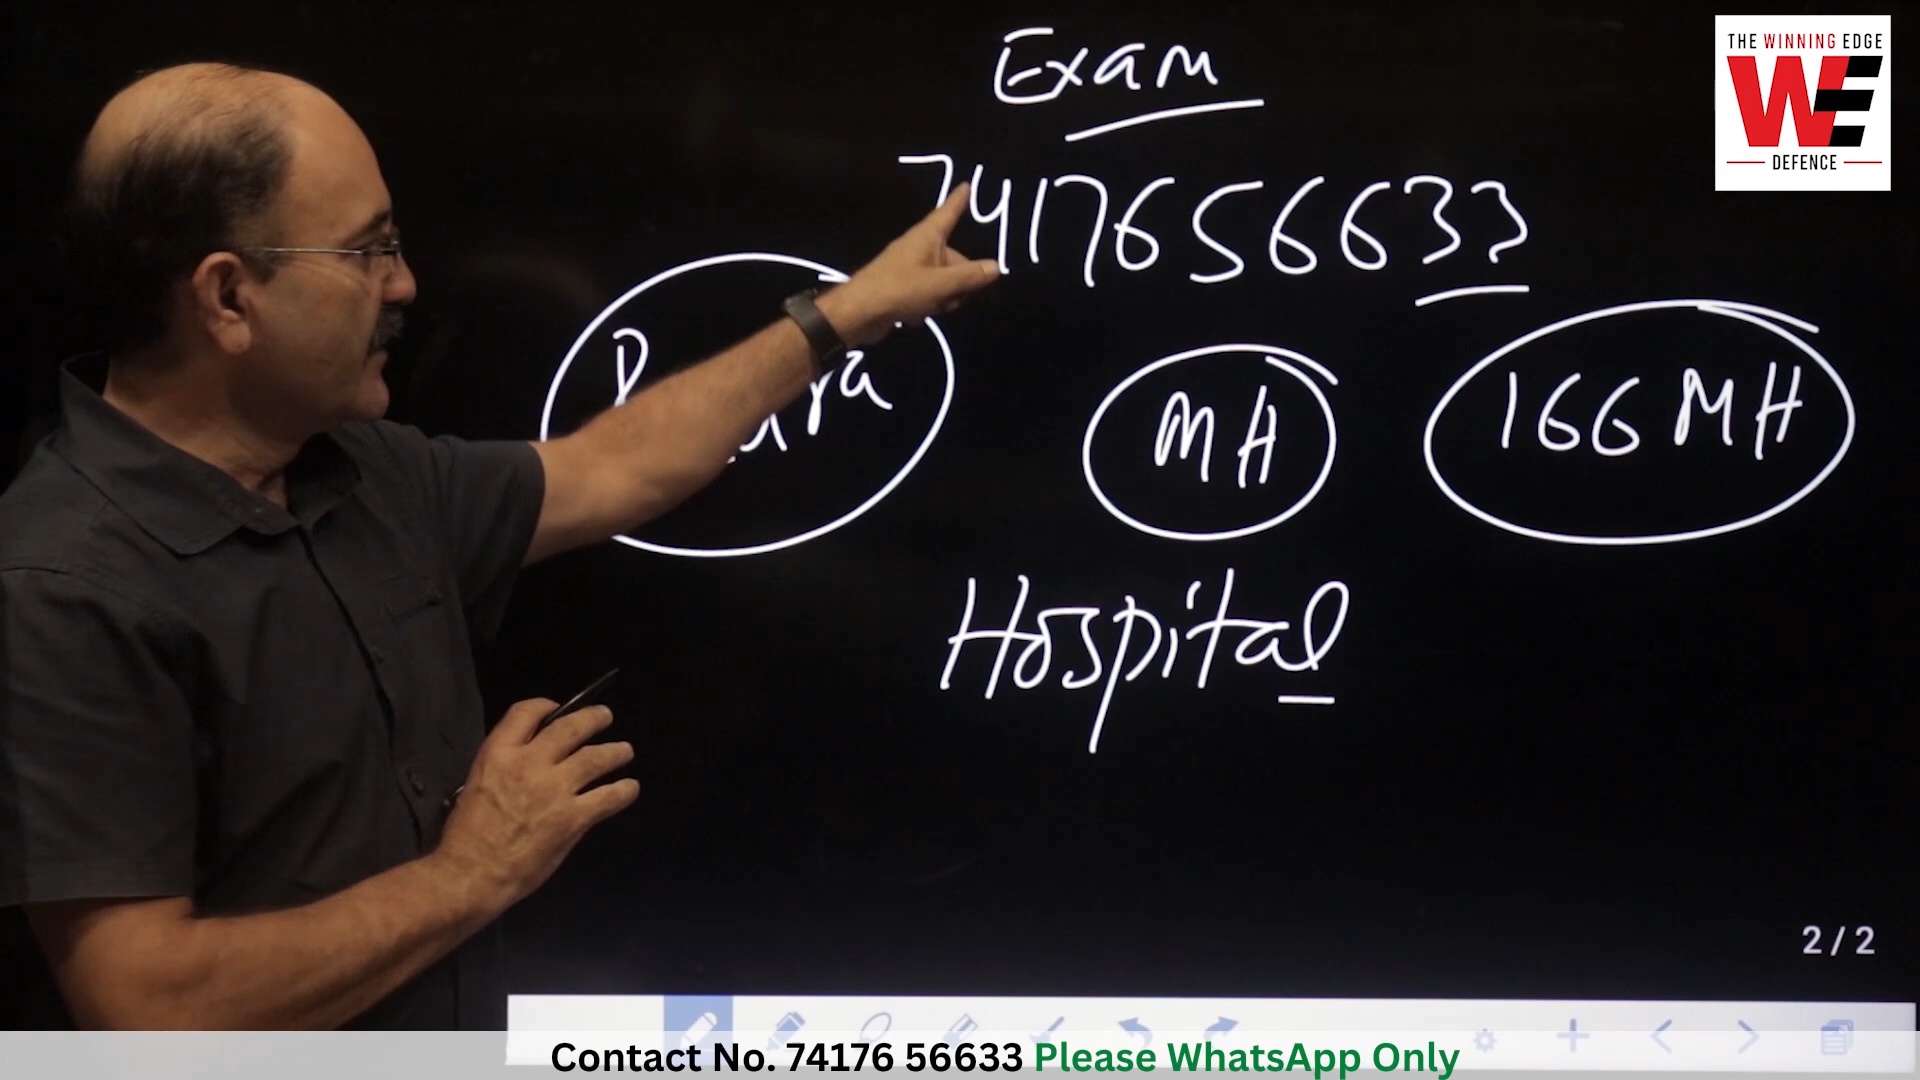 Exam
7417656633
MH
166 MH
Hospital
THE WINNING EDGE
WE
DEFENCE
2 / 2
Contact No. 74176 56633 Please WhatsApp Only